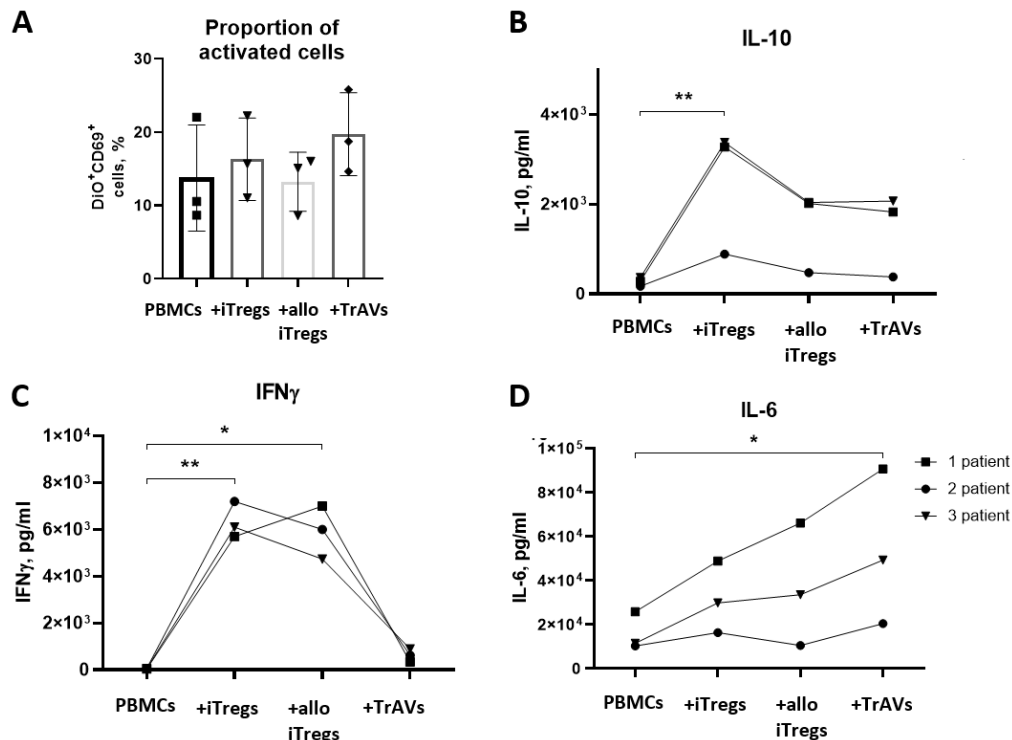 A
Proportion of
activated cells
DiO⁺CD69⁺
cells, %
30
20
10
0
PBMCs +iTregs +allo +TrAVs
iTregs
B
IL-10
**
IL-10, pg/ml
4×10³
2×10³
0
PBMCs +iTregs +allo +TrAVs
iTregs
C
IFNγ
*
**
IFNγ, pg/ml
1×10⁴
8×10³
6×10³
4×10³
2×10³
0
PBMCs +iTregs +allo +TrAVs
iTregs
D
IL-6
*
IL-6, pg/ml
1×10⁵
8×10⁴
6×10⁴
4×10⁴
2×10⁴
0
PBMCs +iTregs +allo +TrAVs
iTregs
1 patient
2 patient
3 patient